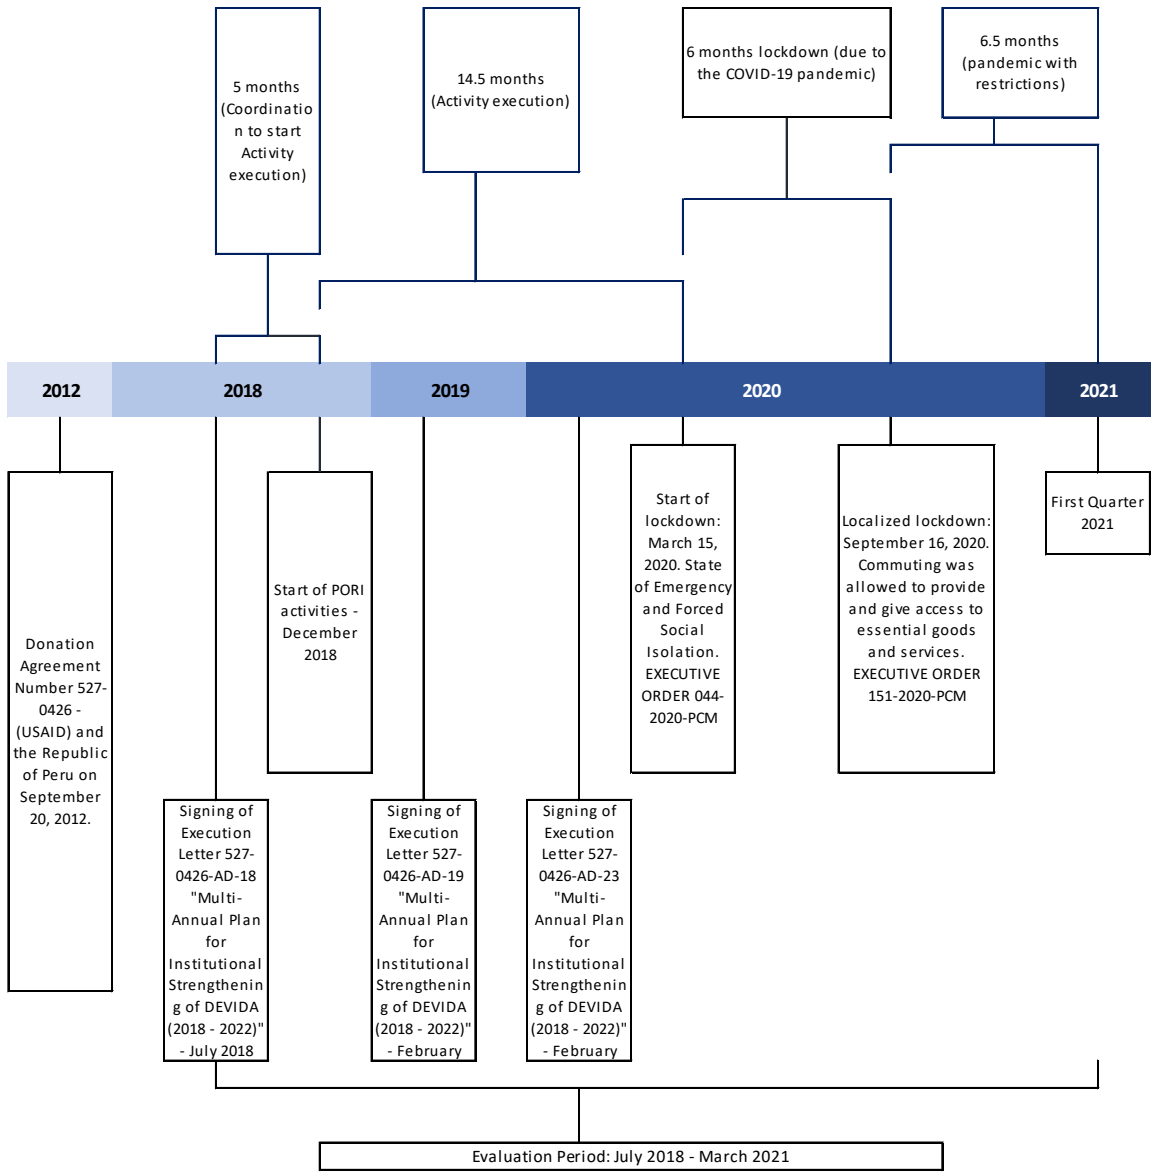 5 months
(Coordinatio
n to start
Activity
execution)
14.5 months
(Activity execution)
6 months lockdown (due to
the COVID-19 pandemic)
6.5 months
(pandemic with
restrictions)
2012
2018
2019
2020
2021
Donation
Agreement
Number 527-
0426 -
(USAID) and
the Republic
of Peru on
September
20, 2012.
Signing of
Execution
Letter 527-
0426-AD-18
"Multi-
Annual Plan
for
Institutional
Strengthenin
g of DEVIDA
(2018 - 2022)"
- July 2018
Start of PORI
activities -
December
2018
Signing of
Execution
Letter 527-
0426-AD-19
"Multi-
Annual Plan
for
Institutional
Strengthenin
g of DEVIDA
(2018 - 2022)"
- February
Signing of
Execution
Letter 527-
0426-AD-23
"Multi-
Annual Plan
for
Institutional
Strengthenin
g of DEVIDA
(2018 - 2022)"
- February
Start of
lockdown:
March 15,
2020. State
of Emergency
and Forced
Social
Isolation.
EXECUTIVE
ORDER 044-
2020-PCM
Localized lockdown:
September 16, 2020.
Commuting was
allowed to provide
and give access to
essential goods
and services.
EXECUTIVE ORDER
151-2020-PCM
First Quarter
2021
Evaluation Period: July 2018 - March 2021